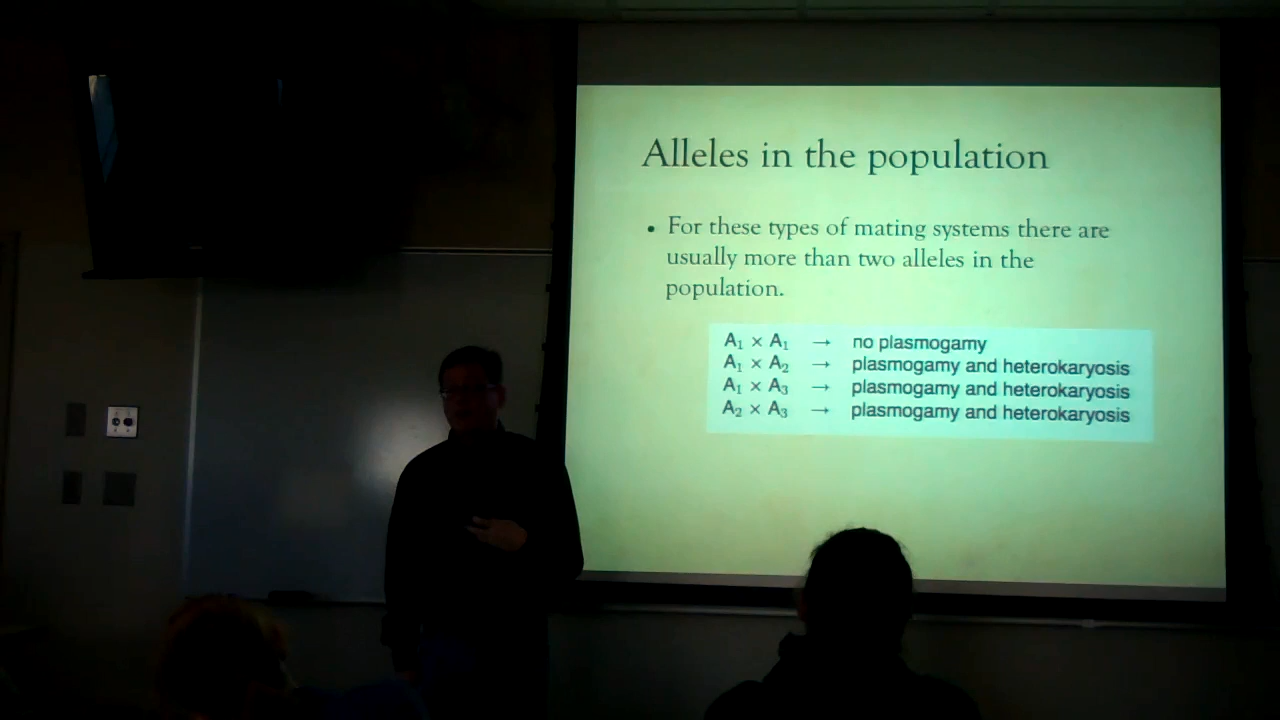 Alleles in the population
• For these types of mating systems there are
usually more than two alleles in the
population.
A₁ × A₁ → no plasmogamy
A₁ × A₂ → plasmogamy and heterokaryosis
A₁ × A₃ → plasmogamy and heterokaryosis
A₂ × A₃ → plasmogamy and heterokaryosis